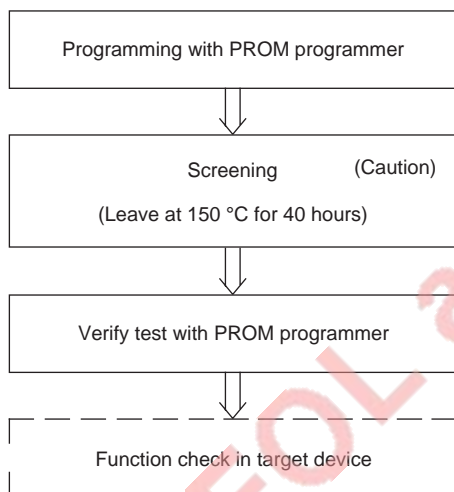 Programming with PROM programmer
Screening (Caution)
(Leave at 150 °C for 40 hours)
Verify test with PROM programmer
Function check in target device
EOL a